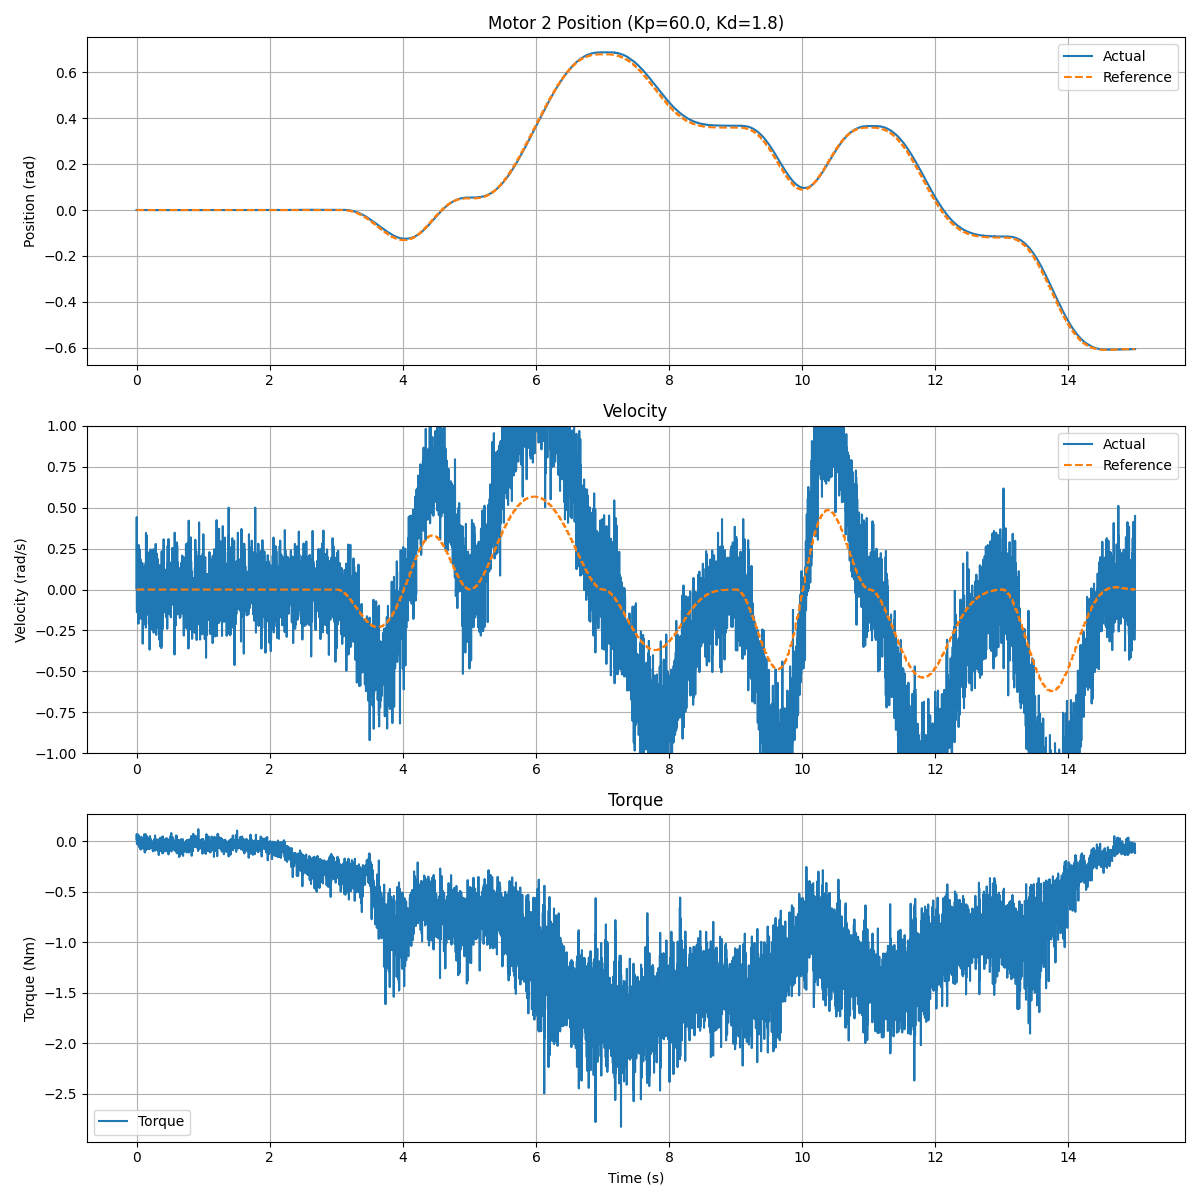 Motor 2 Position (Kp=60.0, Kd=1.8)
Position (rad)
0.6
0.4
0.2
0.0
−0.2
−0.4
−0.6
Actual
Reference
0 2 4 6 8 10 12 14
Velocity
Velocity (rad/s)
1.00
0.75
0.50
0.25
0.00
−0.25
−0.50
−0.75
−1.00
Actual
Reference
0 2 4 6 8 10 12 14
Torque
Torque (Nm)
0.0
−0.5
−1.0
−1.5
−2.0
−2.5
Torque
0 2 4 6 8 10 12 14
Time (s)